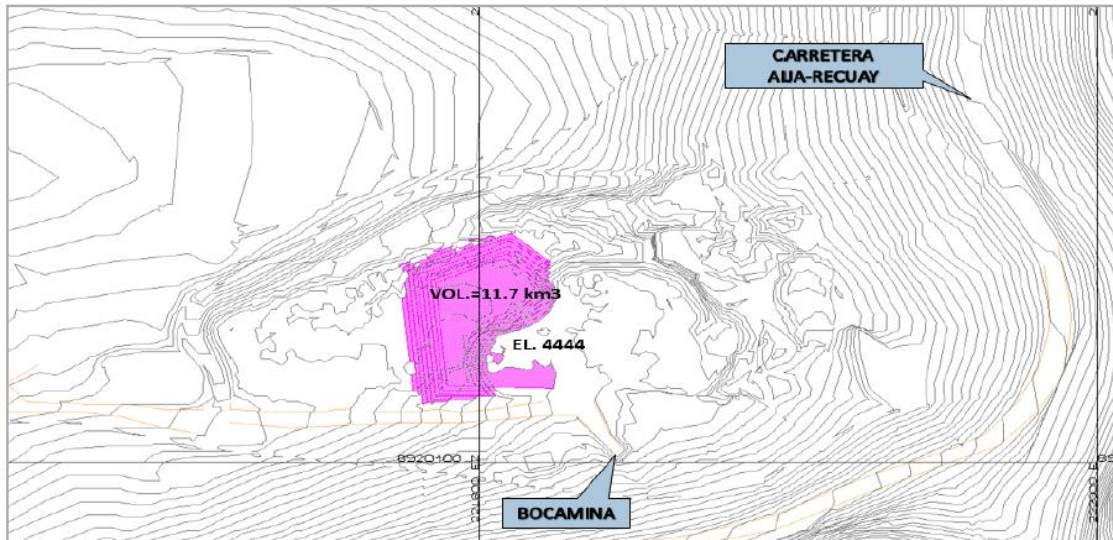 CARRETERA
AIJA-RECUAY
VOL.=11.7 km3
EL. 4444
8920100
BOCAMINA